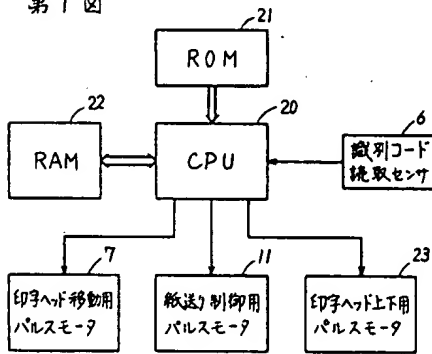 第1図
21
ROM
22
20
6
RAM
CPU
識別コード
読取センサ
7
11
23
印字ヘッド移動用
パルスモータ
紙送り制御用
パルスモータ
印字ヘッド上下用
パルスモータ